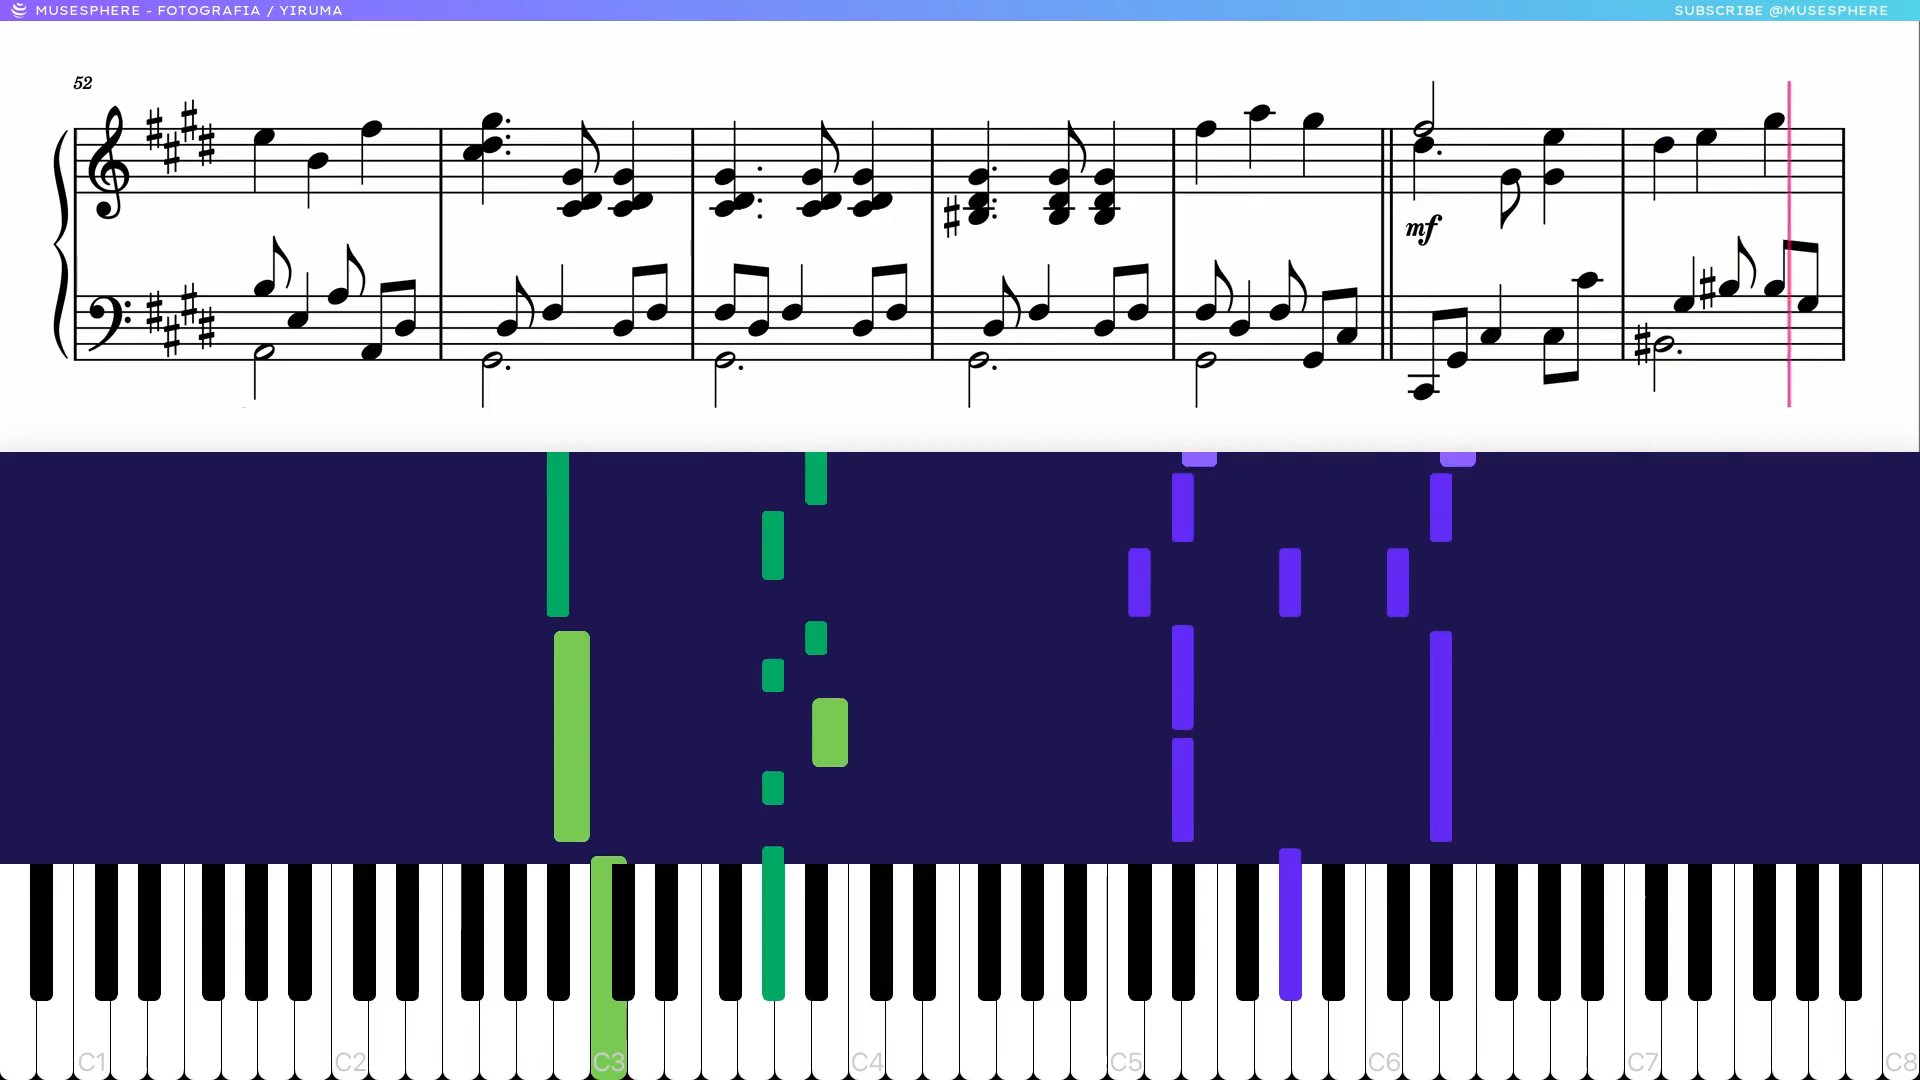 MUSESPHERE - FOTOGRAFIA / YIRUMA
SUBSCRIBE @MUSESPHERE
52
mf
C1 C2 C3 C4 C5 C6 C7 C8